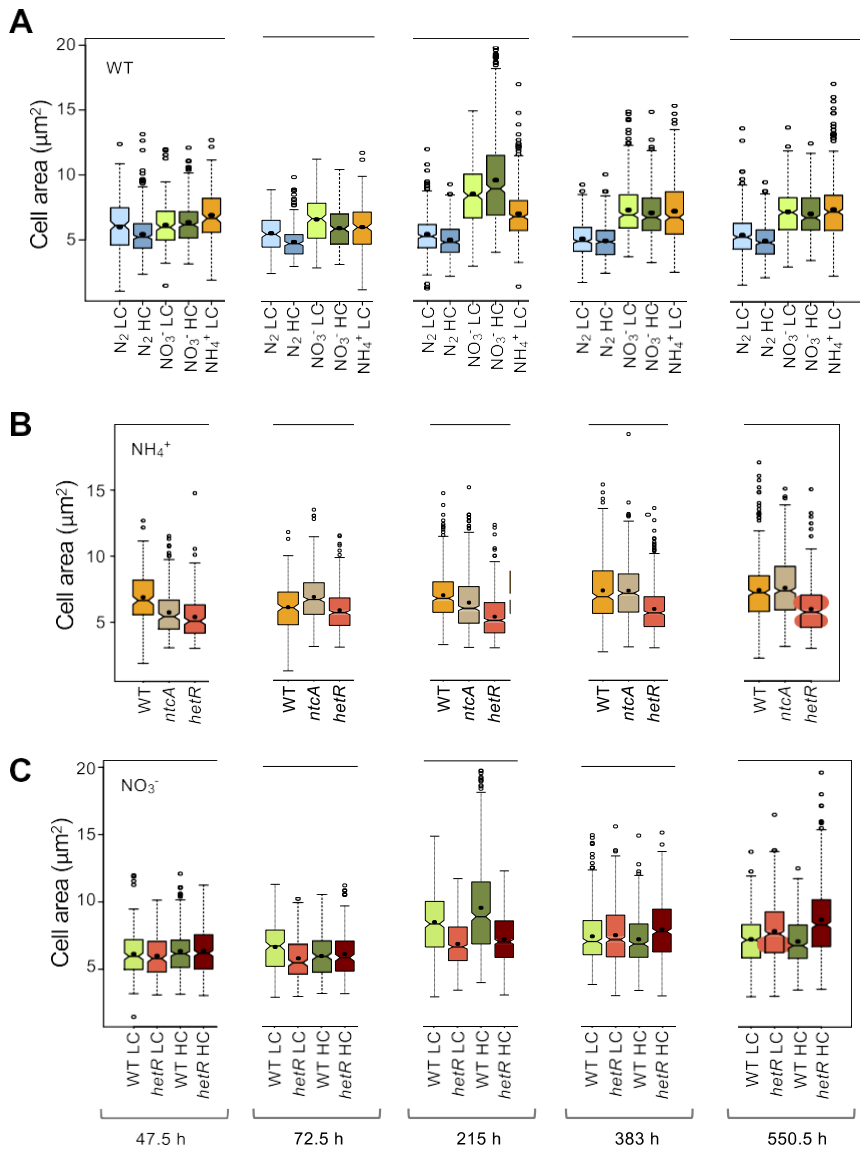 A
WT
Cell area (µm²)
20
15
10
5
N₂ LC
N₂ HC
NO₃⁻ LC
NO₃⁻ HC
NH₄⁺ LC
N₂ LC
N₂ HC
NO₃⁻ LC
NO₃⁻ HC
NH₄⁺ LC
N₂ LC
N₂ HC
NO₃⁻ LC
NO₃⁻ HC
NH₄⁺ LC
N₂ LC
N₂ HC
NO₃⁻ LC
NO₃⁻ HC
NH₄⁺ LC
N₂ LC
N₂ HC
NO₃⁻ LC
NO₃⁻ HC
NH₄⁺ LC
B
NH₄⁺
Cell area (µm²)
15
10
5
WT
ntcA
hetR
WT
ntcA
hetR
WT
ntcA
hetR
WT
ntcA
hetR
WT
ntcA
hetR
C
NO₃⁻
Cell area (µm²)
20
15
10
5
WT LC
hetR LC
WT HC
hetR HC
WT LC
hetR LC
WT HC
hetR HC
WT LC
hetR LC
WT HC
hetR HC
WT LC
hetR LC
WT HC
hetR HC
WT LC
hetR LC
WT HC
hetR HC
47.5 h
72.5 h
215 h
383 h
550.5 h